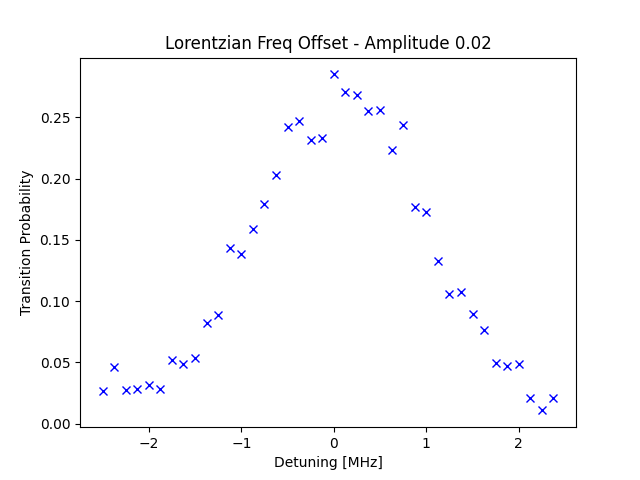 Lorentzian Freq Offset - Amplitude 0.02
Transition Probability
0.25
0.20
0.15
0.10
0.05
0.00
−2 −1 0 1 2
Detuning [MHz]